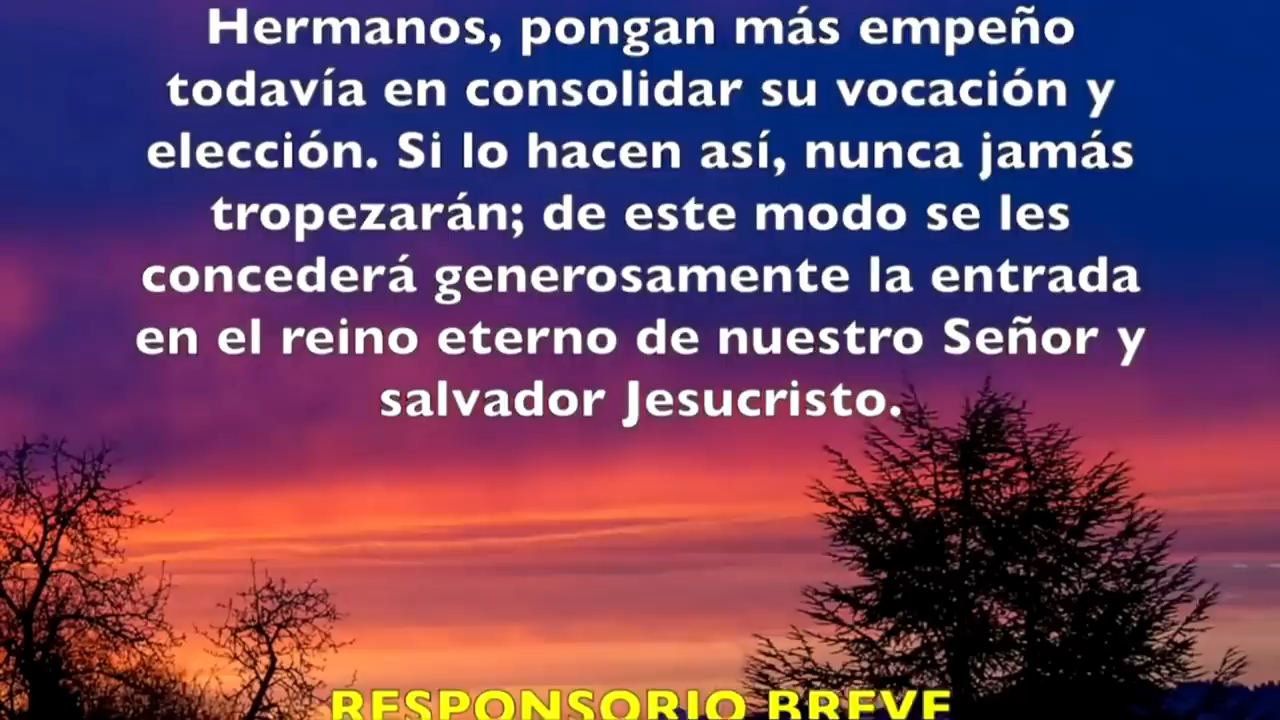 Hermanos, pongan más empeño
todavía en consolidar su vocación y
elección. Si lo hacen así, nunca jamás
tropezarán; de este modo se les
concederá generosamente la entrada
en el reino eterno de nuestro Señor y
salvador Jesucristo.
RESPONSORIO BREVE